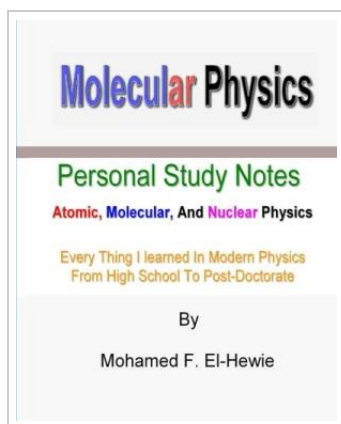 Molecular Physics
Personal Study Notes
Atomic, Molecular, And Nuclear Physics
Every Thing I learned In Modern Physics
From High School To Post-Doctorate
By
Mohamed F. El-Hewie